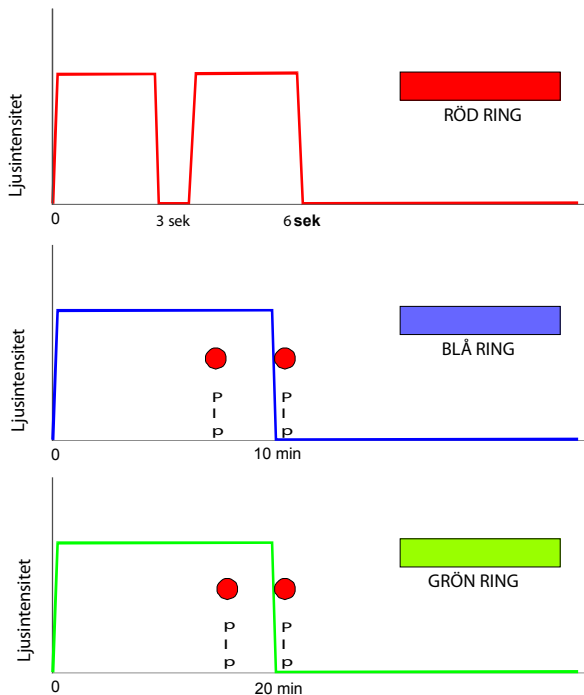 Ljusintensitet
RÖD RING
0
3 sek
6 sek
Ljusintensitet
BLÅ RING
P I P
P I P
0
10 min
Ljusintensitet
GRÖN RING
P I P
P I P
0
20 min